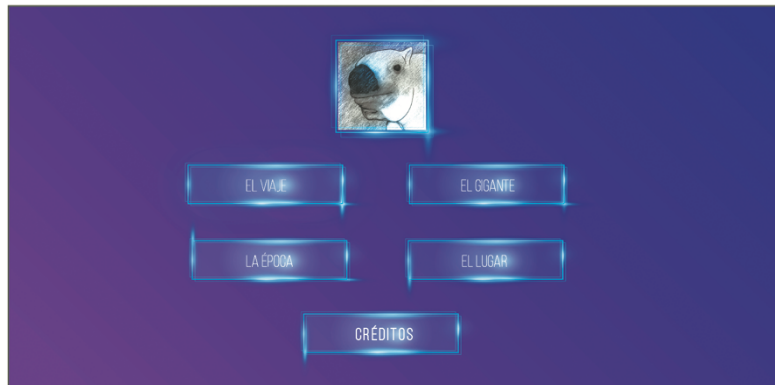 EL VIAJE
EL GIGANTE
LA ÉPOCA
EL LUGAR
CRÉDITOS